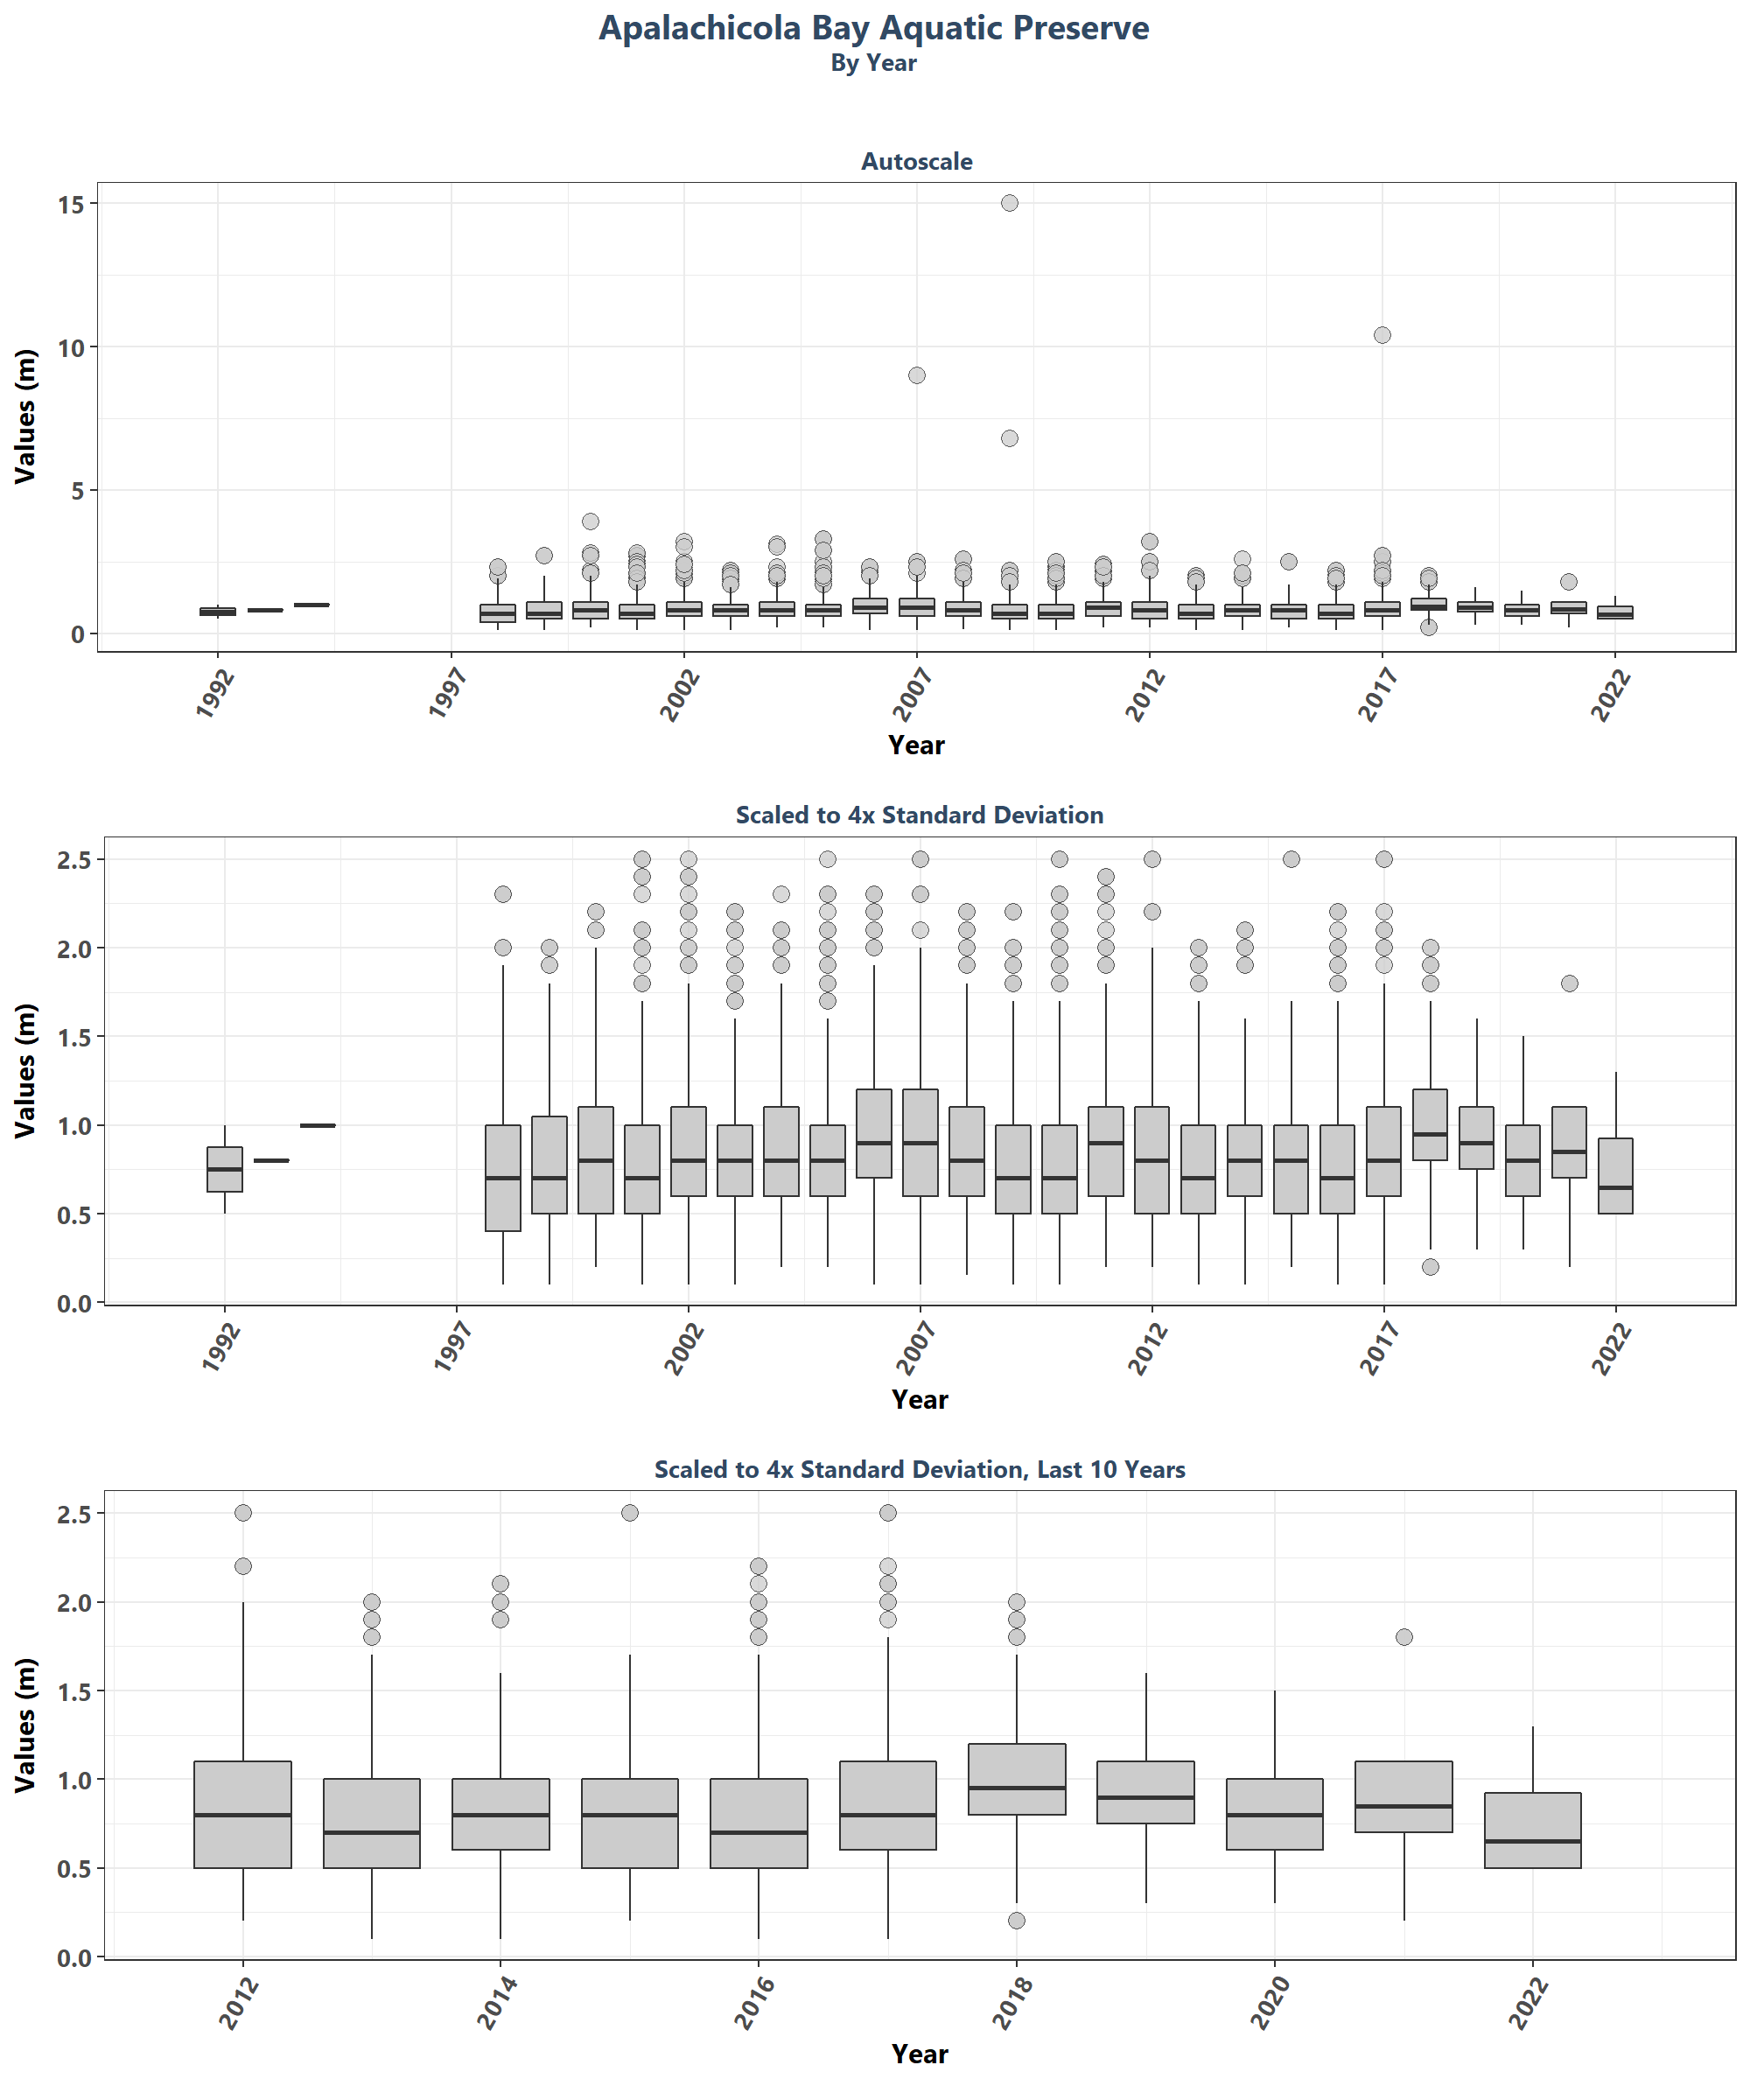 Apalachicola Bay Aquatic Preserve
By Year
Autoscale
Values (m)
15
10
5
0
1992 1997 2002 2007 2012 2017 2022
Year
Scaled to 4x Standard Deviation
Values (m)
2.5
2.0
1.5
1.0
0.5
0.0
1992 1997 2002 2007 2012 2017 2022
Year
Scaled to 4x Standard Deviation, Last 10 Years
Values (m)
2.5
2.0
1.5
1.0
0.5
0.0
2012 2014 2016 2018 2020 2022
Year